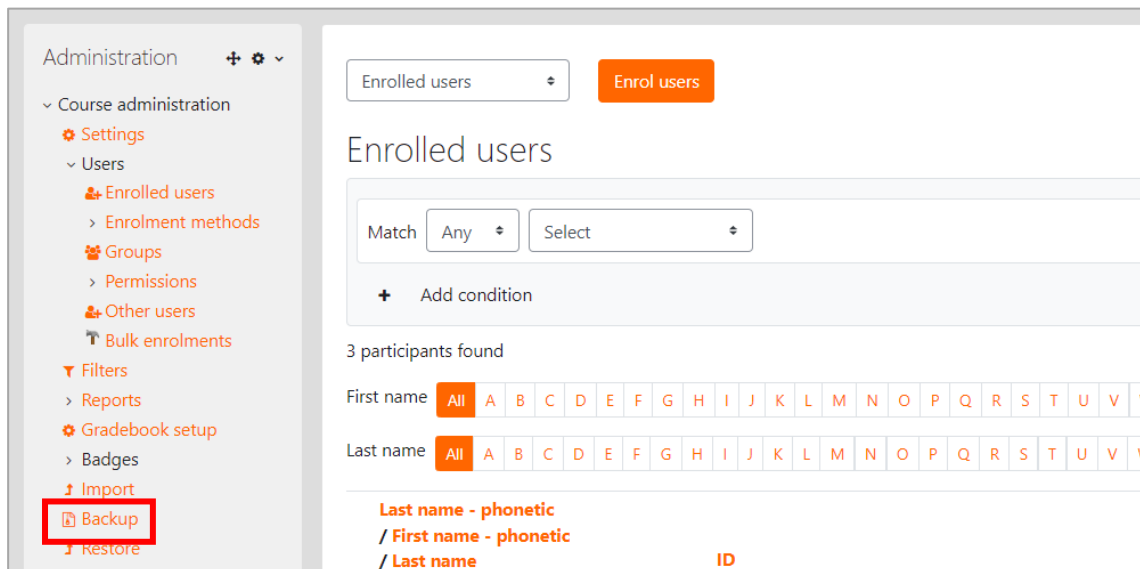 Administration
Course administration
Settings
Users
Enrolled users
Enrolment methods
Groups
Permissions
Other users
Bulk enrolments
Filters
Reports
Gradebook setup
Badges
Import
Backup
Restore
Enrolled users
Enrol users
Enrolled users
Match Any Select
Add condition
3 participants found
First name All A B C D E F G H I J K L M N O P Q R S T U V
Last name All A B C D E F G H I J K L M N O P Q R S T U V
Last name - phonetic
/ First name - phonetic
/ Last name ID